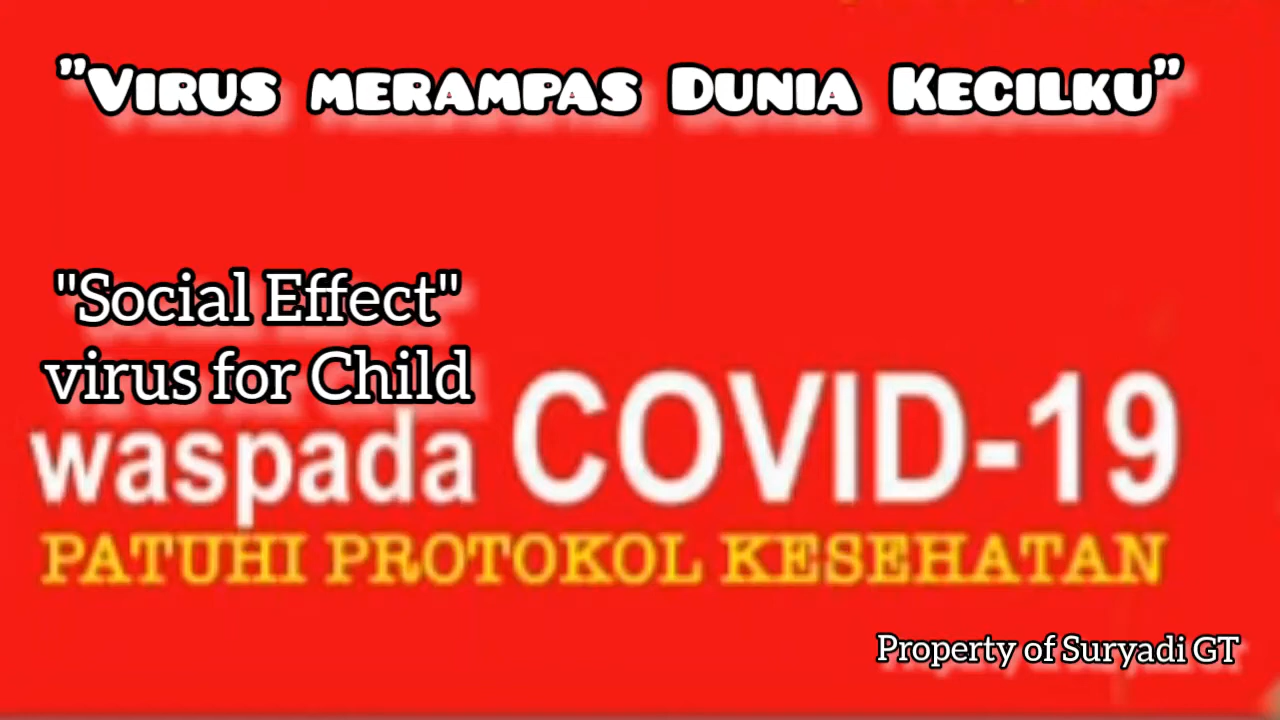 "Virus merampas Dunia Kecilku"
"Social Effect"
virus for Child
waspada COVID-19
PATUHI PROTOKOL KESEHATAN
Property of Suryadi GT